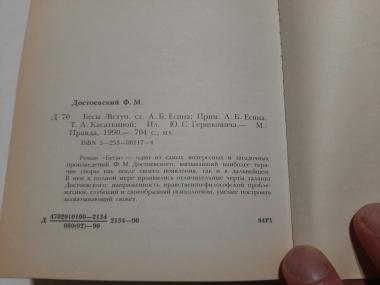 Достоевский Ф. М.
Д 70 Бесы /Вступ. ст. А. Б. Есина; Прим. А. Б. Есина,
Т. А. Касаткиной; Ил. Ю. С. Гершковича.— М.:
Правда, 1990.— 704 с., ил.
ISBN 5—253—00117—4
Роман «Бесы» — одно из самых интересных и загадочных
произведений Ф. М. Достоевского, вызывавший наиболее горя-
чие споры как после своего появления, так и в дальнейшем.
В нем в полной мере проявились отличительные черты таланта
Достоевского: напряженность нравственно-философской пробле-
матики, глубокий и своеобразный психологизм, умение построить
захватывающий сюжет.
Д 4702010100—2134 2134—90 84Р1
080(02)—90